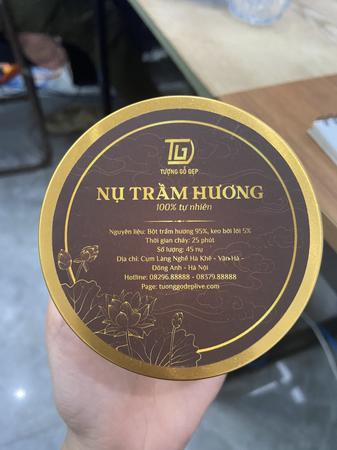 TGD
TƯỢNG GỖ ĐẸP
NỤ TRẦM HƯƠNG
100% tự nhiên
Nguyên liệu: Bột trầm hương 95%, keo bời lời 5%
Thời gian cháy: 25 phút
Số lượng: 45 nụ
Địa chỉ: Cụm Làng Nghề Hà Khê - Vân Hà -
Đông Anh - Hà Nội
Hotline: 08296.88888 - 08379.88888
Page: tuonggodeplive.com